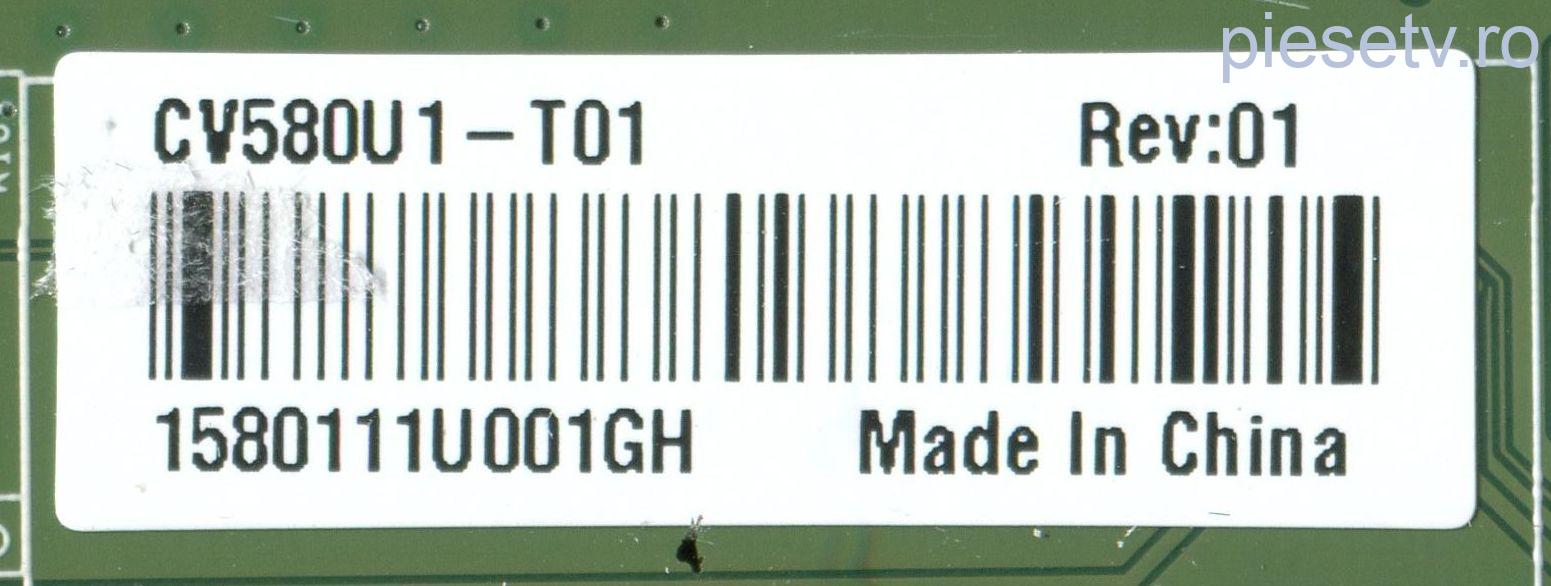 piesetv.ro
CV580U1-T01 Rev:01
1580111U001GH Made In China